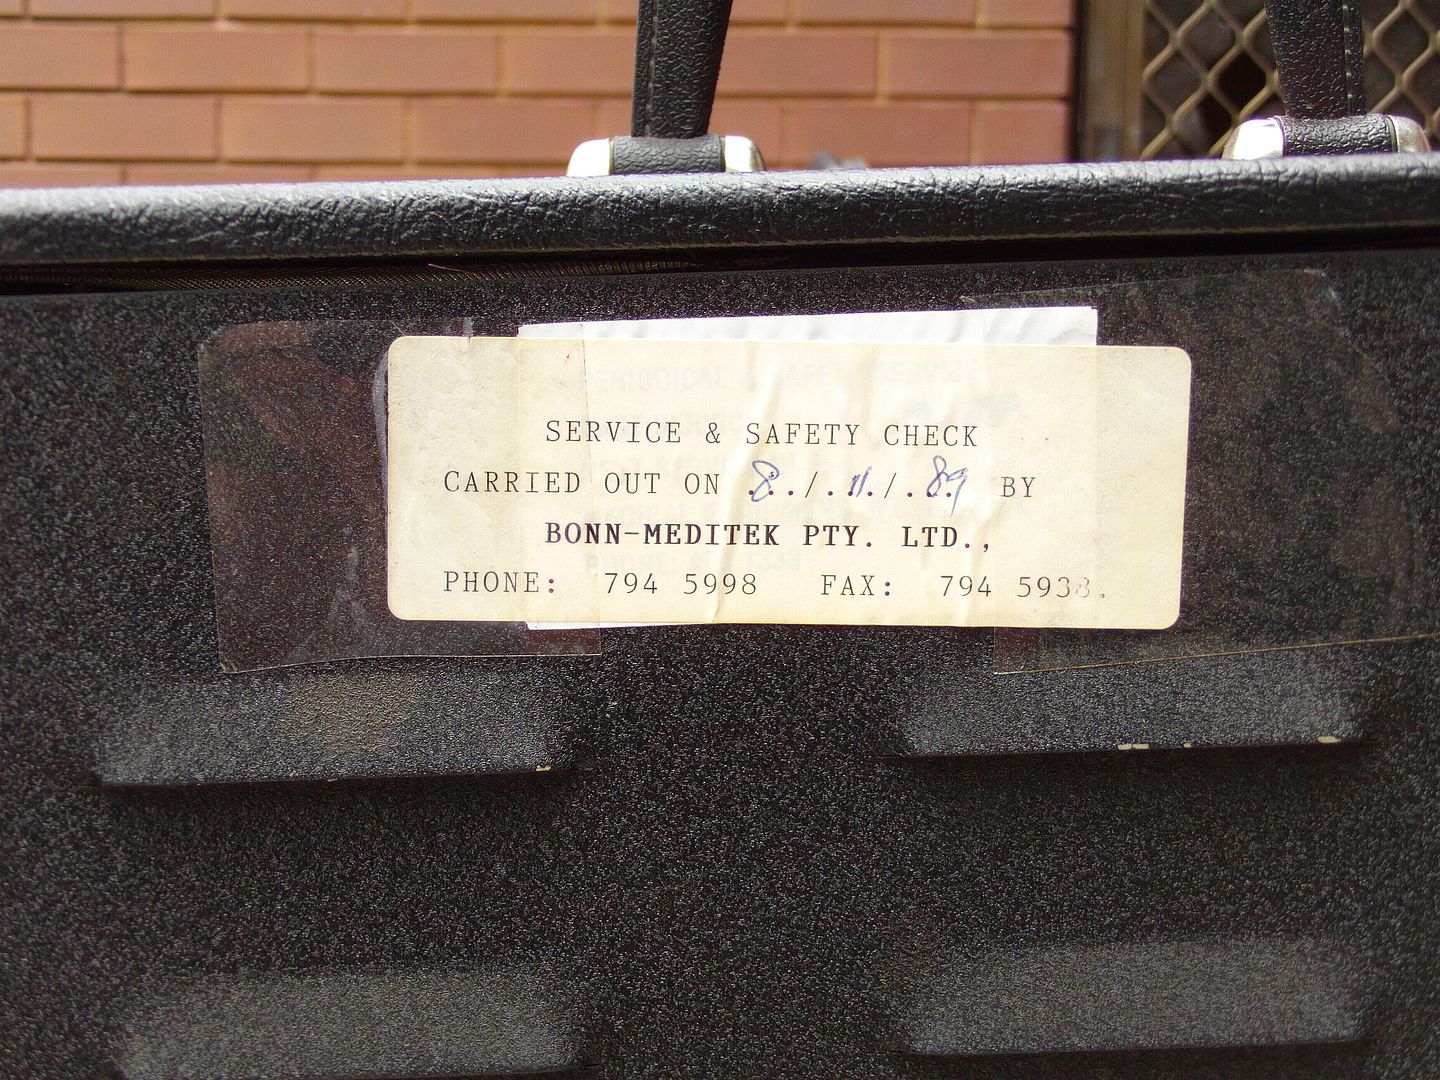 SERVICE & SAFETY CHECK
CARRIED OUT ON 8../.11./.89. BY
BONN-MEDITEK PTY. LTD.,
PHONE: 794 5998 FAX: 794 5938.